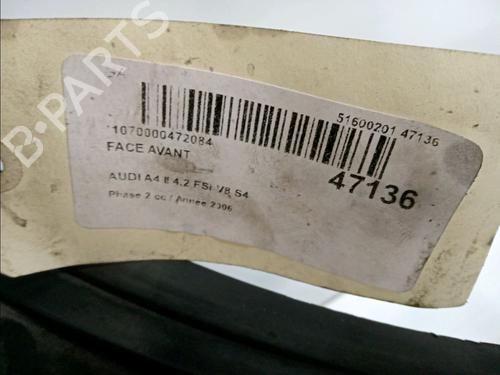 B-PARTS
1070000472084
51600201 47136
FACE AVANT
47136
AUDI A4 II 4.2 FSI V8 S4
Phase 2 cc / Annee 2006